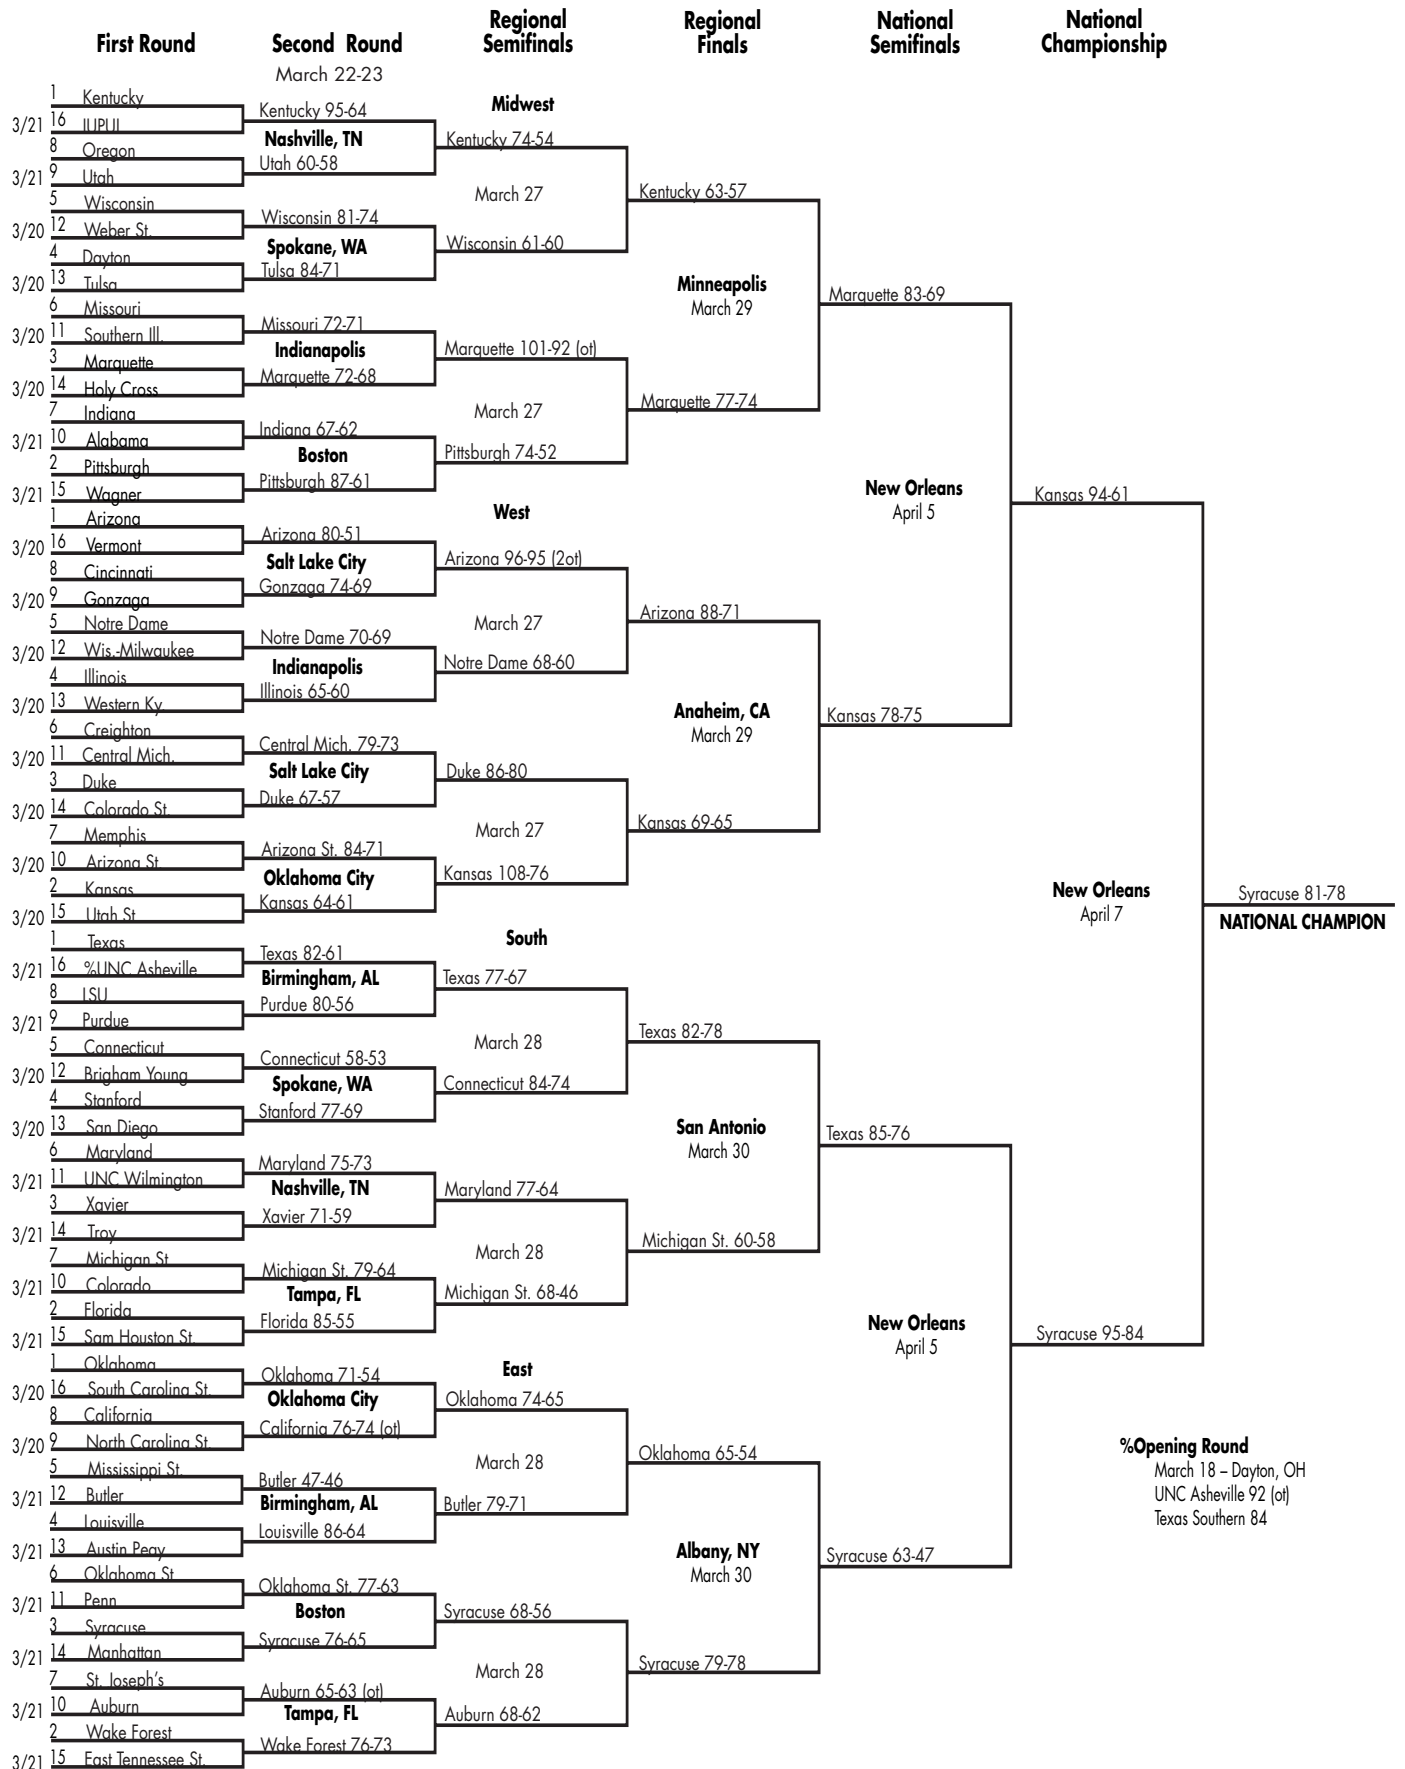 First Round
Second Round
Regional
Semifinals
Regional
Finals
National
Semifinals
National
Championship
March 22-23
1 Kentucky
3/21 16 IUPUI
8 Oregon
3/21 9 Utah
5 Wisconsin
3/20 12 Weber St.
4 Dayton
3/20 13 Tulsa
6 Missouri
3/20 11 Southern Ill.
3 Marquette
3/20 14 Holy Cross
7 Indiana
3/21 10 Alabama
2 Pittsburgh
3/21 15 Wagner
1 Arizona
3/20 16 Vermont
8 Cincinnati
3/20 9 Gonzaga
5 Notre Dame
3/20 12 Wis.-Milwaukee
4 Illinois
3/20 13 Western Ky.
6 Creighton
3/20 11 Central Mich.
3 Duke
3/20 14 Colorado St.
7 Memphis
3/20 10 Arizona St.
2 Kansas
3/20 15 Utah St.
1 Texas
3/21 16 %UNC Asheville
8 LSU
3/21 9 Purdue
5 Connecticut
3/20 12 Brigham Young
4 Stanford
3/20 13 San Diego
6 Maryland
3/21 11 UNC Wilmington
3 Xavier
3/21 14 Troy
7 Michigan St
3/21 10 Colorado
2 Florida
3/21 15 Sam Houston St.
1 Oklahoma
3/20 16 South Carolina St.
8 California
3/20 9 North Carolina St.
5 Mississippi St.
3/21 12 Butler
4 Louisville
3/21 13 Austin Peay
6 Oklahoma St
3/21 11 Penn
3 Syracuse
3/21 14 Manhattan
7 St. Joseph's
3/21 10 Auburn
2 Wake Forest
3/21 15 East Tennessee St.
Kentucky 95-64
Nashville, TN
Utah 60-58
Wisconsin 81-74
Spokane, WA
Tulsa 84-71
Missouri 72-71
Indianapolis
Marquette 72-68
Indiana 67-62
Boston
Pittsburgh 87-61
Arizona 80-51
Salt Lake City
Gonzaga 74-69
Notre Dame 70-69
Indianapolis
Illinois 65-60
Central Mich. 79-73
Salt Lake City
Duke 67-57
Arizona St. 84-71
Oklahoma City
Kansas 64-61
Texas 82-61
Birmingham, AL
Purdue 80-56
Connecticut 58-53
Spokane, WA
Stanford 77-69
Maryland 75-73
Nashville, TN
Xavier 71-59
Michigan St. 79-64
Tampa, FL
Florida 85-55
Oklahoma 71-54
Oklahoma City
California 76-74 (ot)
Butler 47-46
Birmingham, AL
Louisville 86-64
Oklahoma St. 77-63
Boston
Syracuse 76-65
Auburn 65-63 (ot)
Tampa, FL
Wake Forest 76-73
Midwest
Kentucky 74-54
March 27
Wisconsin 61-60
Marquette 101-92 (ot)
March 27
Pittsburgh 74-52
West
Arizona 96-95 (2ot)
March 27
Notre Dame 68-60
Duke 86-80
March 27
Kansas 108-76
South
Texas 77-67
March 28
Connecticut 84-74
Maryland 77-64
March 28
Michigan St. 68-46
East
Oklahoma 74-65
March 28
Butler 79-71
Syracuse 68-56
March 28
Auburn 68-62
Kentucky 63-57
Minneapolis
March 29
Marquette 77-74
Arizona 88-71
Anaheim, CA
March 29
Kansas 69-65
Texas 82-78
San Antonio
March 30
Michigan St. 60-58
Oklahoma 65-54
Albany, NY
March 30
Syracuse 79-78
Marquette 83-69
New Orleans
April 5
Kansas 78-75
Texas 85-76
New Orleans
April 5
Syracuse 63-47
Kansas 94-61
New Orleans
April 7
Syracuse 95-84
Syracuse 81-78
NATIONAL CHAMPION
%Opening Round
March 18 – Dayton, OH
UNC Asheville 92 (ot)
Texas Southern 84